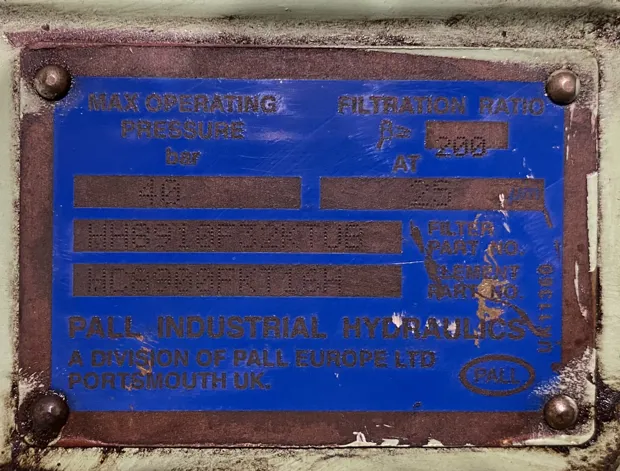 MAX OPERATING PRESSURE bar
FILTRATION RATIO
β= 200
AT
40
25
FILTER PART NO.
ELEMENT PART NO.
PALL INDUSTRIAL HYDRAULICS
A DIVISION OF PALL EUROPE LTD
PORTSMOUTH UK.
PALL